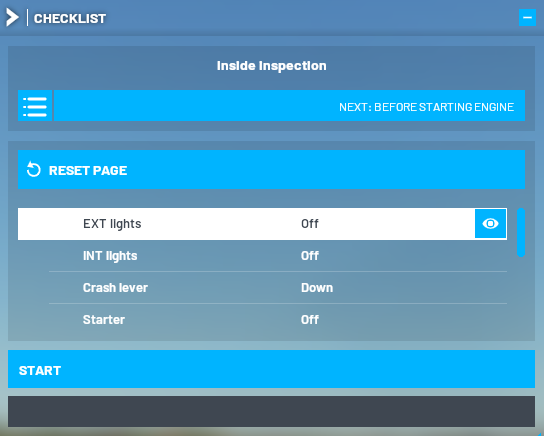 CHECKLIST
Inside Inspection
NEXT: BEFORE STARTING ENGINE
RESET PAGE
EXT lights Off
INT lights Off
Crash lever Down
Starter Off
START